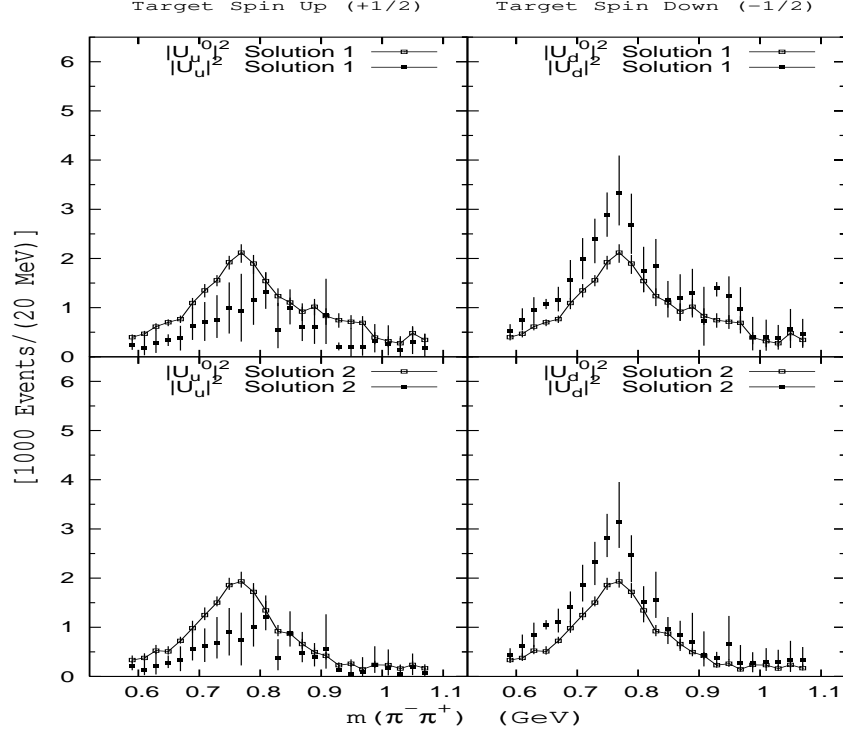 Target Spin Up (+1/2) Target Spin Down (-1/2)
|U_u^0|^2 Solution 1
|U_u|^2 Solution 1
|U_d^0|^2 Solution 1
|U_d|^2 Solution 1
6
5
4
3
2
1
0
|U_u^0|^2 Solution 2
|U_u|^2 Solution 2
|U_d^0|^2 Solution 2
|U_d|^2 Solution 2
6
5
4
3
2
1
0
[1000 Events/(20 MeV)]
0.6 0.7 0.8 0.9 1 1.1 0.6 0.7 0.8 0.9 1 1.1
m(π⁻π⁺) (GeV)